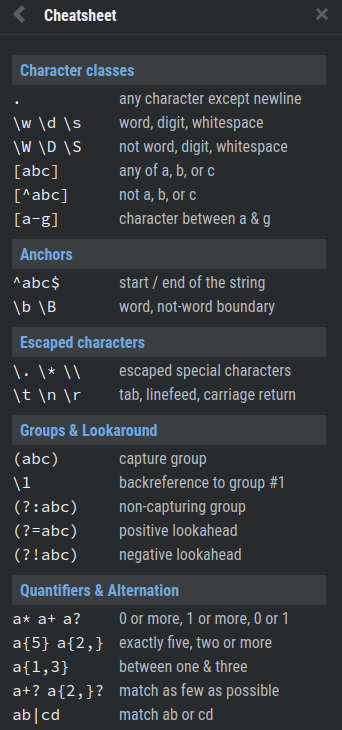 Cheatsheet
Character classes
. any character except newline
\w \d \s word, digit, whitespace
\W \D \S not word, digit, whitespace
[abc] any of a, b, or c
[^abc] not a, b, or c
[a-g] character between a & g
Anchors
^abc$ start / end of the string
\b \B word, not-word boundary
Escaped characters
\. \* \\ escaped special characters
\t \n \r tab, linefeed, carriage return
Groups & Lookaround
(abc) capture group
\1 backreference to group #1
(?:abc) non-capturing group
(?=abc) positive lookahead
(?!abc) negative lookahead
Quantifiers & Alternation
a* a+ a? 0 or more, 1 or more, 0 or 1
a{5} a{2,} exactly five, two or more
a{1,3} between one & three
a+? a{2,}? match as few as possible
ab|cd match ab or cd